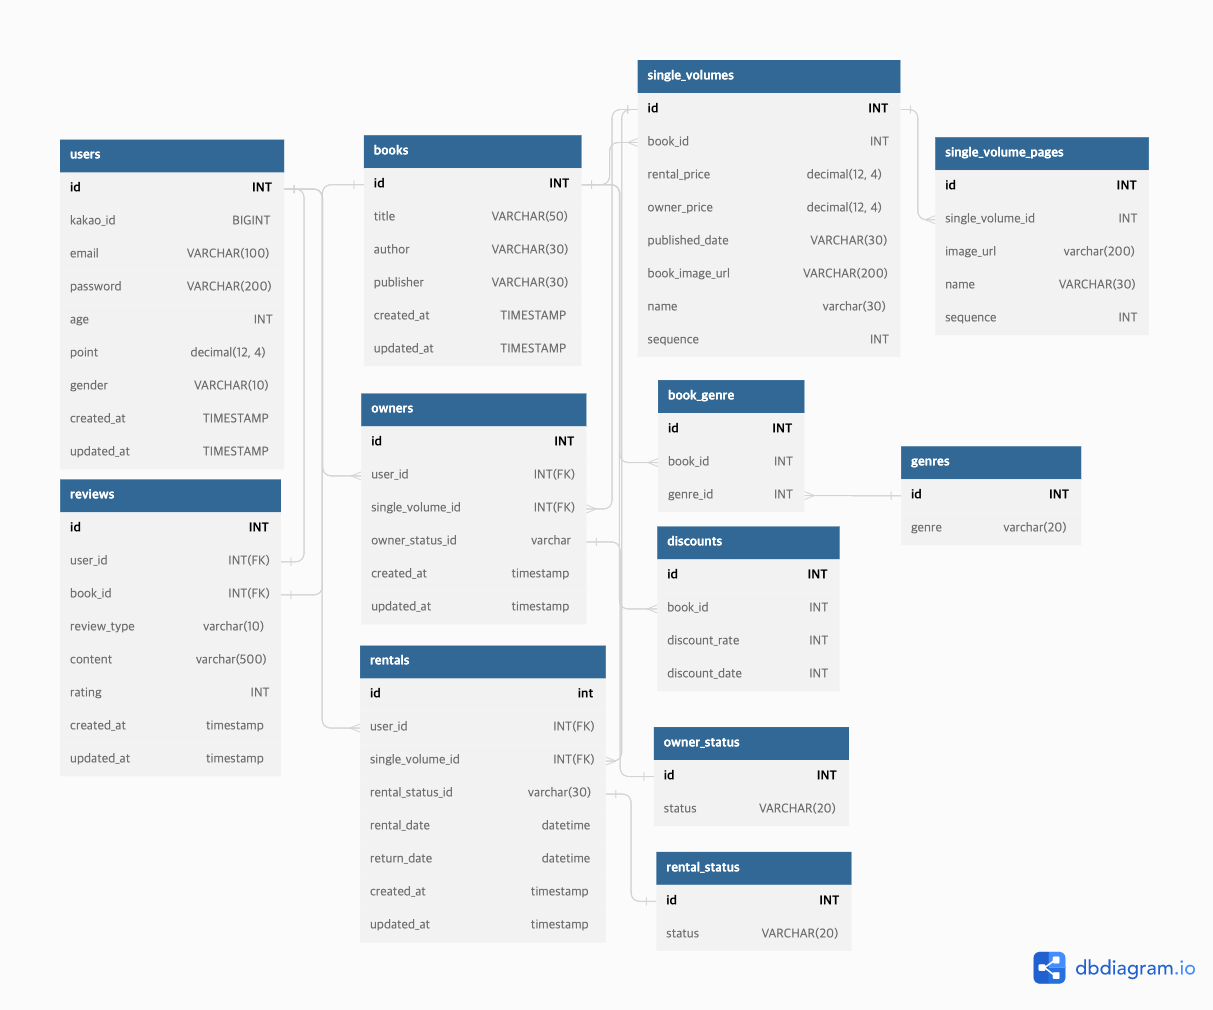 users
id INT
kakao_id BIGINT
email VARCHAR(100)
password VARCHAR(200)
age INT
point decimal(12, 4)
gender VARCHAR(10)
created_at TIMESTAMP
updated_at TIMESTAMP
reviews
id INT
user_id INT(FK)
book_id INT(FK)
review_type varchar(10)
content varchar(500)
rating INT
created_at timestamp
updated_at timestamp
books
id INT
title VARCHAR(50)
author VARCHAR(30)
publisher VARCHAR(30)
created_at TIMESTAMP
updated_at TIMESTAMP
owners
id INT
user_id INT(FK)
single_volume_id INT(FK)
owner_status_id varchar
created_at timestamp
updated_at timestamp
rentals
id int
user_id INT(FK)
single_volume_id INT(FK)
rental_status_id varchar(30)
rental_date datetime
return_date datetime
created_at timestamp
updated_at timestamp
single_volumes
id INT
book_id INT
rental_price decimal(12, 4)
owner_price decimal(12, 4)
published_date VARCHAR(30)
book_image_url VARCHAR(200)
name varchar(30)
sequence INT
book_genre
id INT
book_id INT
genre_id INT
discounts
id INT
book_id INT
discount_rate INT
discount_date INT
owner_status
id INT
status VARCHAR(20)
rental_status
id INT
status VARCHAR(20)
single_volume_pages
id INT
single_volume_id INT
image_url varchar(200)
name VARCHAR(30)
sequence INT
genres
id INT
genre varchar(20)
dbdiagram.io